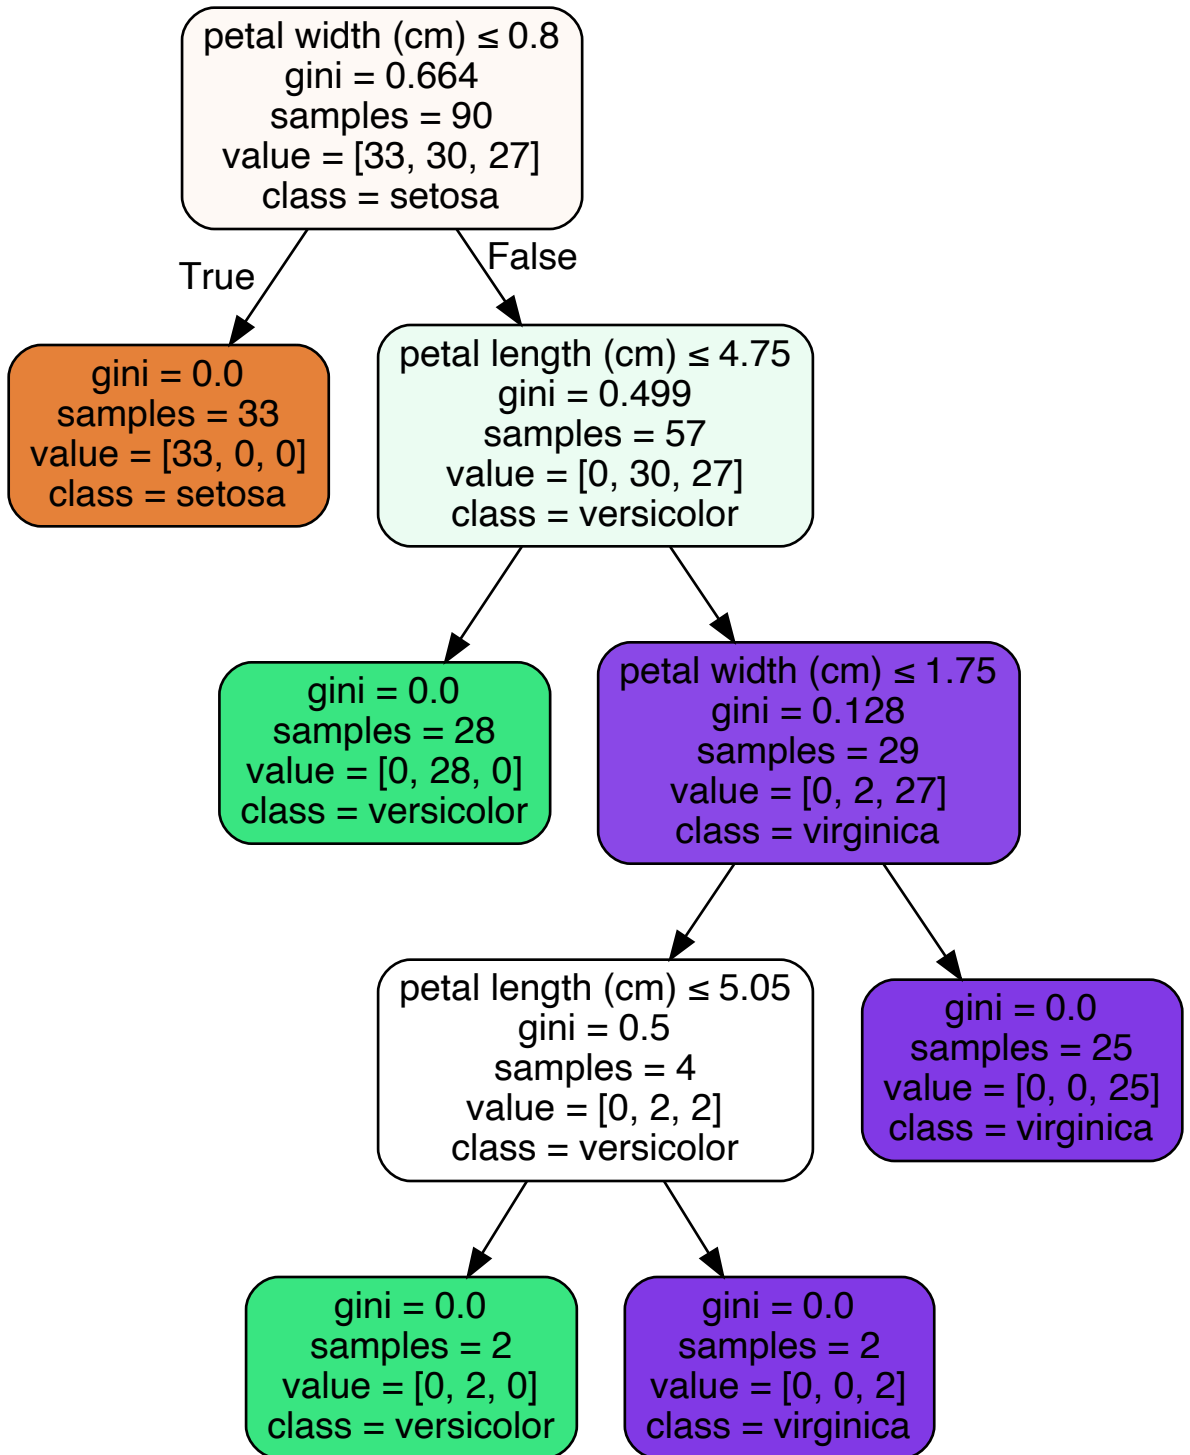 petal width (cm) ≤ 0.8
gini = 0.664
samples = 90
value = [33, 30, 27]
class = setosa
True
False
gini = 0.0
samples = 33
value = [33, 0, 0]
class = setosa
petal length (cm) ≤ 4.75
gini = 0.499
samples = 57
value = [0, 30, 27]
class = versicolor
gini = 0.0
samples = 28
value = [0, 28, 0]
class = versicolor
petal width (cm) ≤ 1.75
gini = 0.128
samples = 29
value = [0, 2, 27]
class = virginica
petal length (cm) ≤ 5.05
gini = 0.5
samples = 4
value = [0, 2, 2]
class = versicolor
gini = 0.0
samples = 25
value = [0, 0, 25]
class = virginica
gini = 0.0
samples = 2
value = [0, 2, 0]
class = versicolor
gini = 0.0
samples = 2
value = [0, 0, 2]
class = virginica